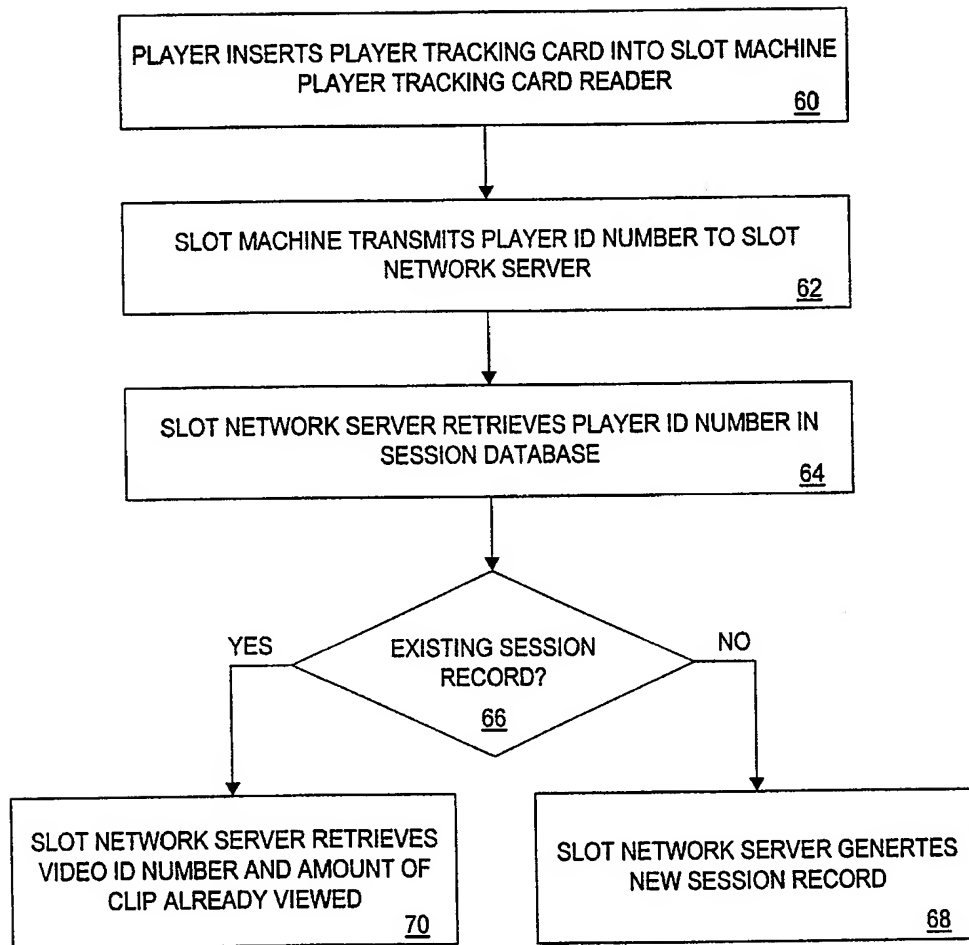 PLAYER INSERTS PLAYER TRACKING CARD INTO SLOT MACHINE
PLAYER TRACKING CARD READER
60
SLOT MACHINE TRANSMITS PLAYER ID NUMBER TO SLOT
NETWORK SERVER
62
SLOT NETWORK SERVER RETRIEVES PLAYER ID NUMBER IN
SESSION DATABASE
64
YES
EXISTING SESSION
RECORD?
66
NO
SLOT NETWORK SERVER RETRIEVES
VIDEO ID NUMBER AND AMOUNT OF
CLIP ALREADY VIEWED
70
SLOT NETWORK SERVER GENERTES
NEW SESSION RECORD
68